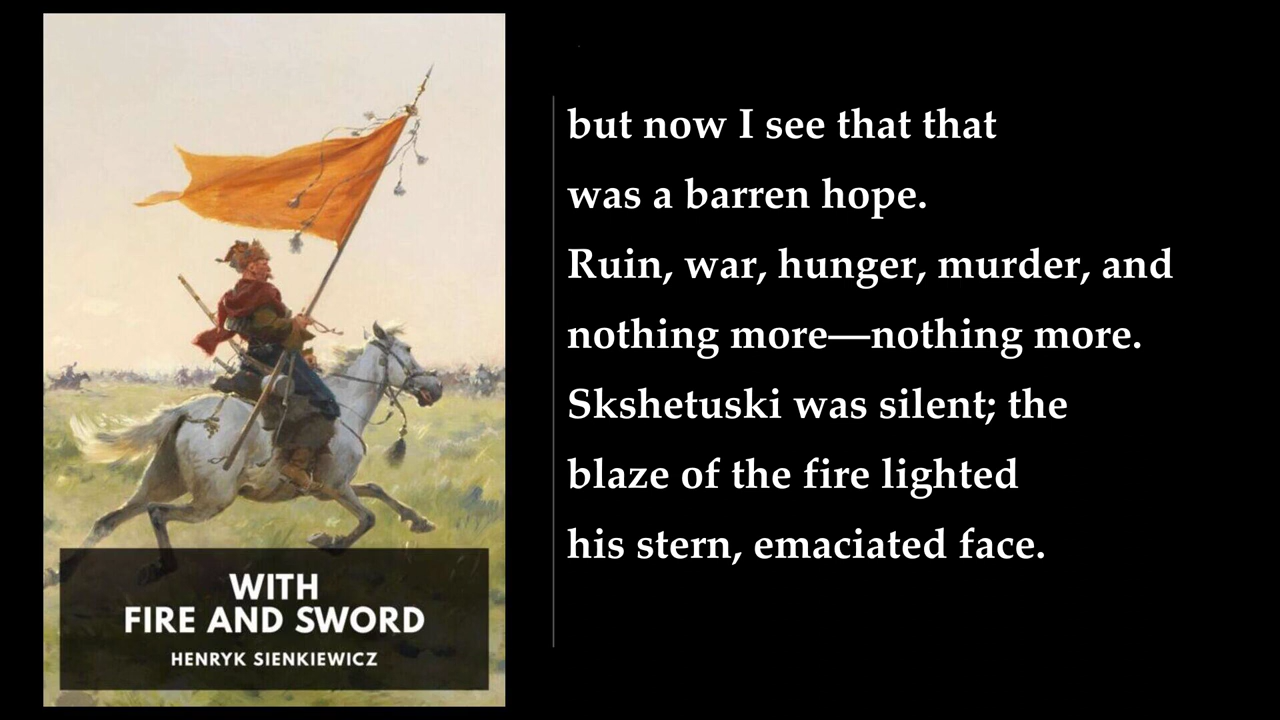 but now I see that that
was a barren hope.
Ruin, war, hunger, murder, and
nothing more—nothing more.
Skshetuski was silent; the
blaze of the fire lighted
his stern, emaciated face.
WITH
FIRE AND SWORD
HENRYK SIENKIEWICZ